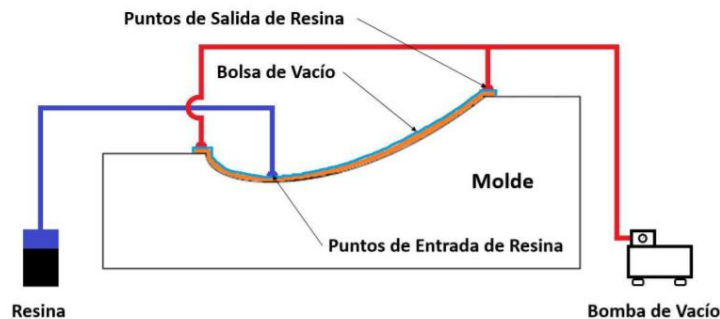 Puntos de Salida de Resina
Bolsa de Vacío
Molde
Puntos de Entrada de Resina
Resina
Bomba de Vacío